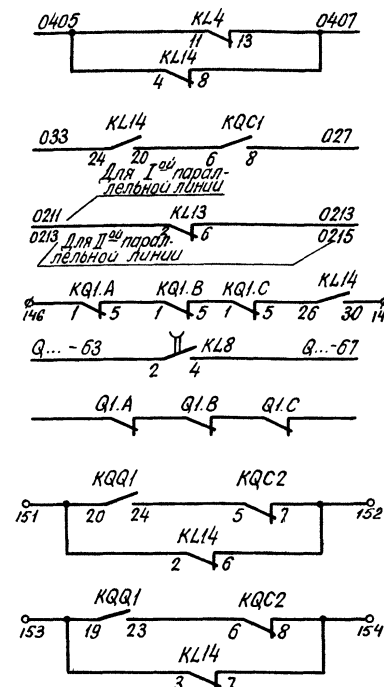 0405 KL4 0407
11 13
KL14
4 8
KL14 KQC1
033 027
24 20 6 8
Для I ой парал-
лельной линии
0211 KL13 0213
2 6
0213 Для II ой парал- 0215
лельной линии
KQ1.A KQ1.B KQ1.C KL14
146 1 5 1 5 1 5 26 30
Q...-63 KL8 Q...-67
2 4
Q1.A Q1.B Q1.C
KQQ1 KQC2
151 20 24 5 7 152
KL14
2 6
KQQ1 KQC2
153 19 23 6 8 154
KL14
3 7